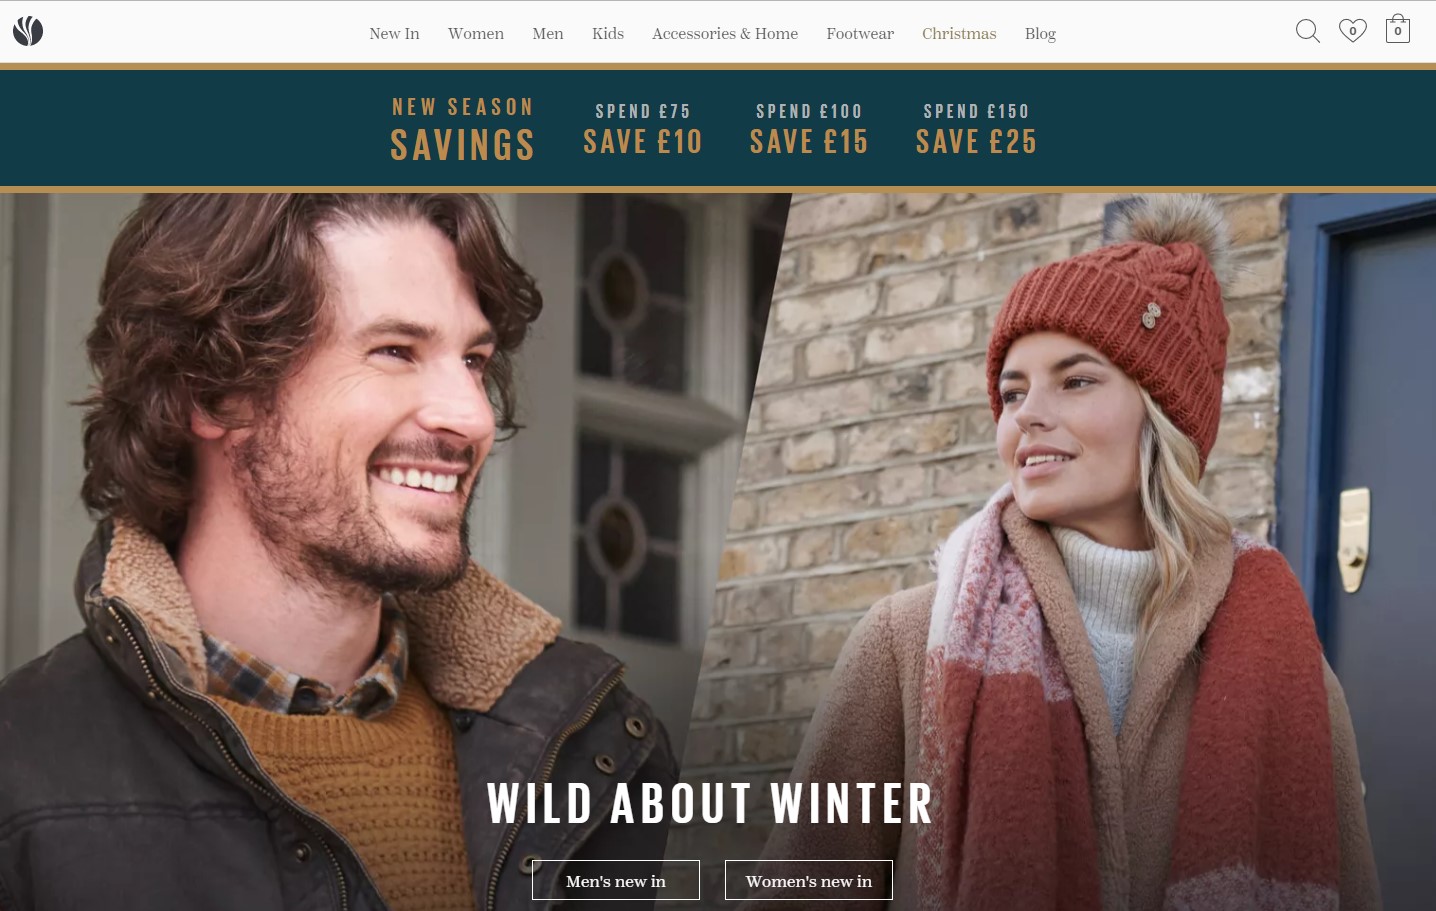 New In Women Men Kids Accessories & Home Footwear Christmas Blog
0 0
NEW SEASON
SAVINGS
SPEND £75
SAVE £10
SPEND £100
SAVE £15
SPEND £150
SAVE £25
WILD ABOUT WINTER
Men's new in
Women's new in